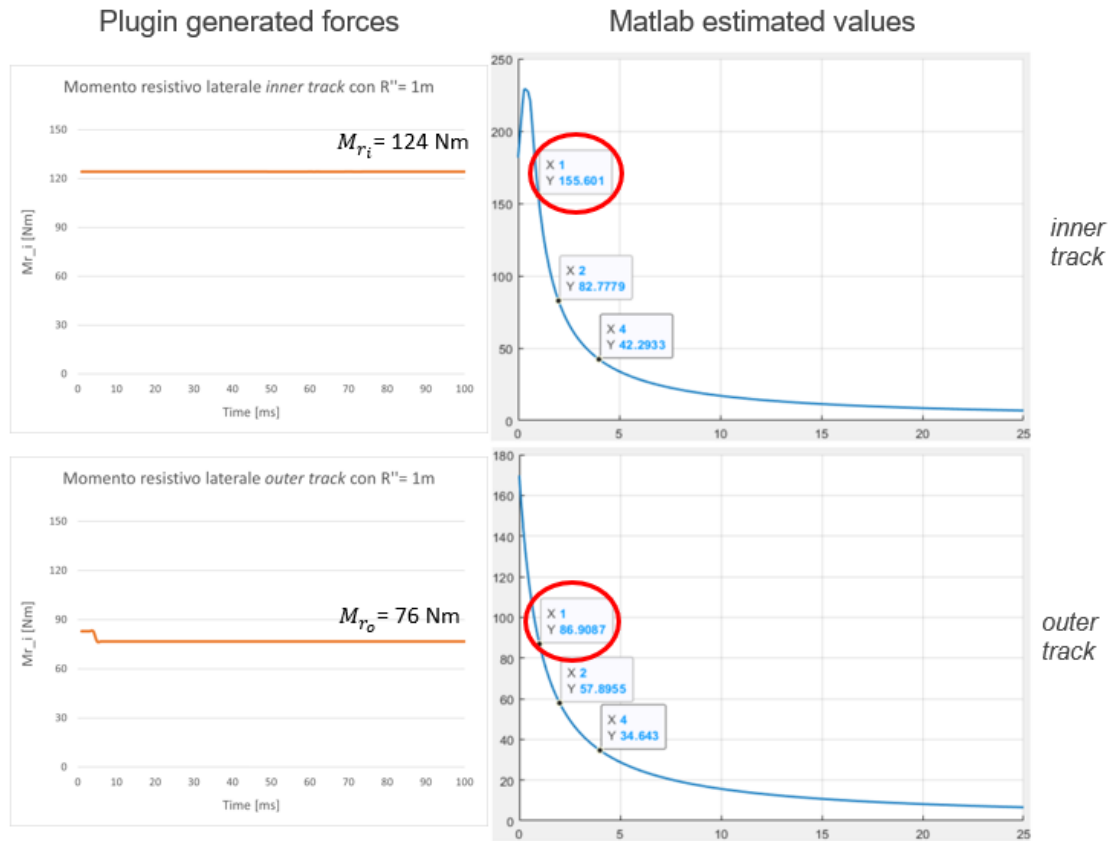 Plugin generated forces
Matlab estimated values
Momento resistivo laterale inner track con R''= 1m
M_{r_i}= 124 Nm
150
120
90
60
30
0
Mr_i [Nm]
0 10 20 30 40 50 60 70 80 90 100
Time [ms]
250
200
150
100
50
0
X 1
Y 155.601
X 2
Y 82.7779
X 4
Y 42.2933
0 5 10 15 20 25
inner
track
Momento resistivo laterale outer track con R''= 1m
M_{r_o}= 76 Nm
150
120
90
60
30
0
Mr_i [Nm]
0 10 20 30 40 50 60 70 80 90 100
Time [ms]
180
160
140
120
100
80
60
40
20
0
X 1
Y 86.9087
X 2
Y 57.8955
X 4
Y 34.643
0 5 10 15 20 25
outer
track